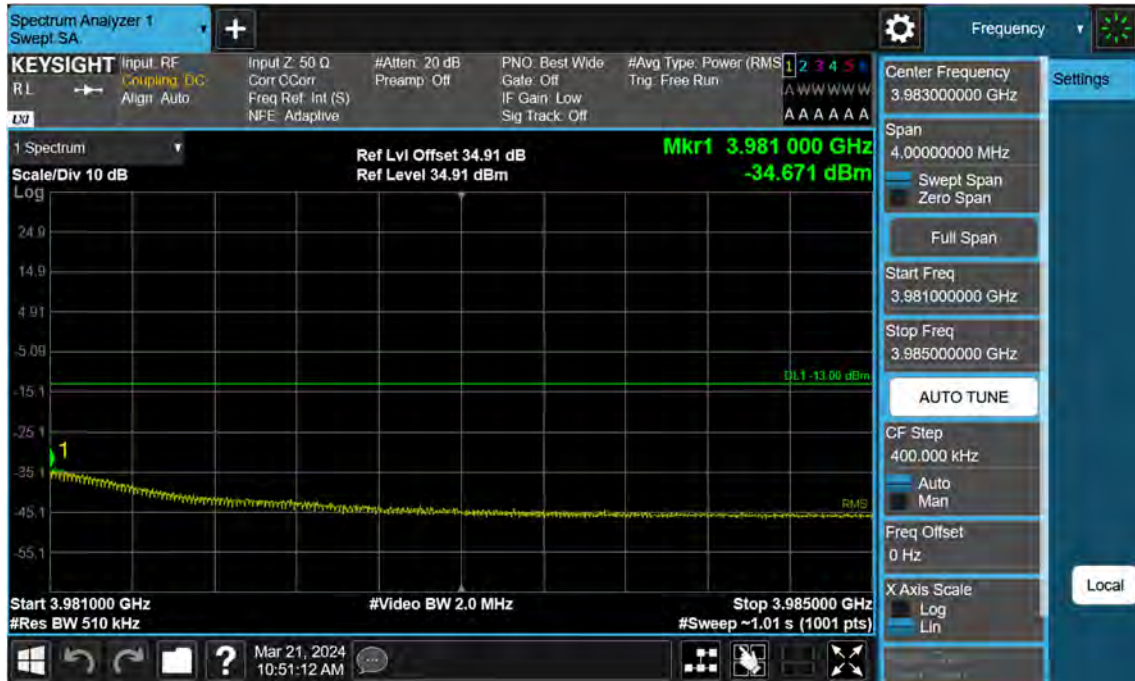 Spectrum Analyzer 1
Swept SA
+
Frequency
KEYSIGHT
RL
LXI
Input: RF
Coupling: DC
Align: Auto
Input Z: 50 Ω
Corr CCorr
Freq Ref: Int (S)
NFE: Adaptive
#Atten: 20 dB
Preamp: Off
PNO: Best Wide
Gate: Off
IF Gain: Low
Sig Track: Off
#Avg Type: Power (RMS
Trig: Free Run
1 2 3 4 5 6
A W W W W W
A A A A A A
1 Spectrum
Scale/Div 10 dB
Log
Ref Lvl Offset 34.91 dB
Ref Level 34.91 dBm
Mkr1 3.981 000 GHz
-34.671 dBm
24.9
14.9
4.91
-5.09
-15.1
-25.1
-35.1
-45.1
-55.1
DL1 -13.00 dBm
1
RMS
Start 3.981000 GHz
#Res BW 510 kHz
#Video BW 2.0 MHz
Stop 3.985000 GHz
#Sweep ~1.01 s (1001 pts)
?
Mar 21, 2024
10:51:12 AM
Center Frequency
3.983000000 GHz
Span
4.00000000 MHz
Swept Span
Zero Span
Full Span
Start Freq
3.981000000 GHz
Stop Freq
3.985000000 GHz
AUTO TUNE
CF Step
400.000 kHz
Auto
Man
Freq Offset
0 Hz
X Axis Scale
Log
Lin
Settings
Local